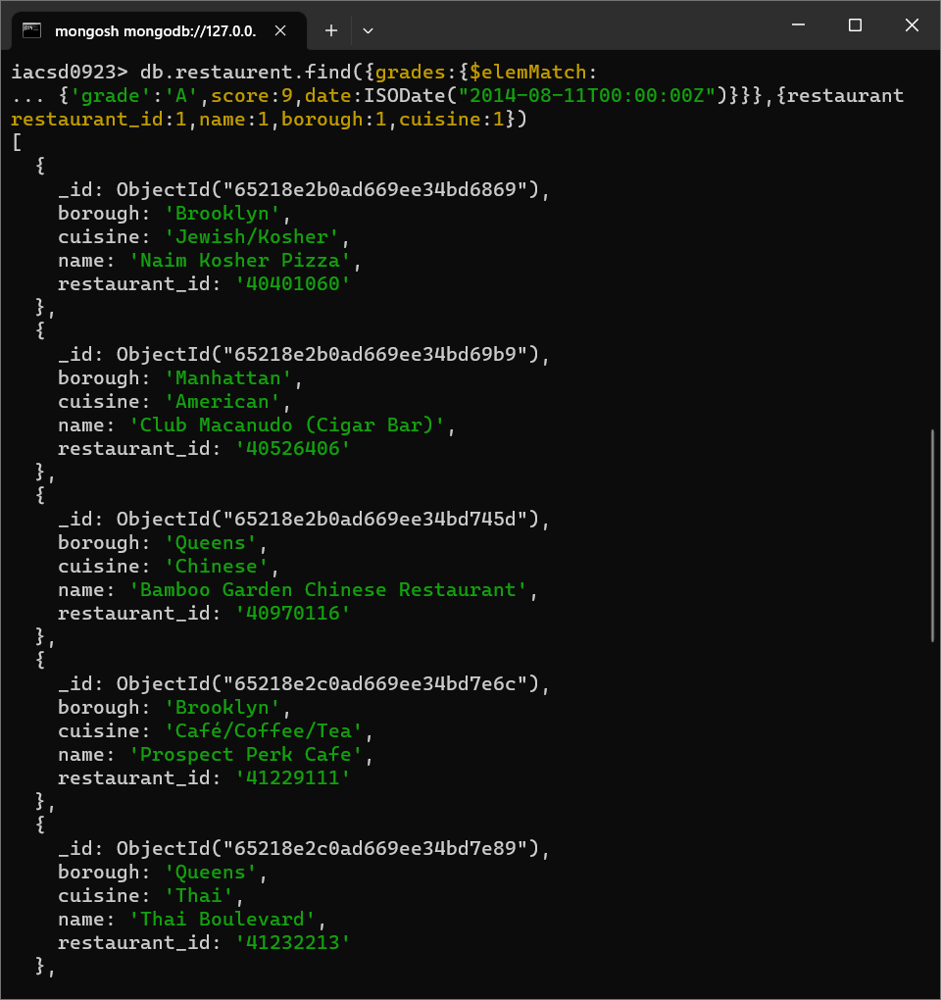 mongosh mongodb://127.0.0.
iacsd0923> db.restaurent.find({grades:{$elemMatch:
... {'grade':'A',score:9,date:ISODate("2014-08-11T00:00:00Z")}}},{restaurant
restaurant_id:1,name:1,borough:1,cuisine:1})
[
  {
    _id: ObjectId("65218e2b0ad669ee34bd6869"),
    borough: 'Brooklyn',
    cuisine: 'Jewish/Kosher',
    name: 'Naim Kosher Pizza',
    restaurant_id: '40401060'
  },
  {
    _id: ObjectId("65218e2b0ad669ee34bd69b9"),
    borough: 'Manhattan',
    cuisine: 'American',
    name: 'Club Macanudo (Cigar Bar)',
    restaurant_id: '40526406'
  },
  {
    _id: ObjectId("65218e2b0ad669ee34bd745d"),
    borough: 'Queens',
    cuisine: 'Chinese',
    name: 'Bamboo Garden Chinese Restaurant',
    restaurant_id: '40970116'
  },
  {
    _id: ObjectId("65218e2c0ad669ee34bd7e6c"),
    borough: 'Brooklyn',
    cuisine: 'Café/Coffee/Tea',
    name: 'Prospect Perk Cafe',
    restaurant_id: '41229111'
  },
  {
    _id: ObjectId("65218e2c0ad669ee34bd7e89"),
    borough: 'Queens',
    cuisine: 'Thai',
    name: 'Thai Boulevard',
    restaurant_id: '41232213'
  },